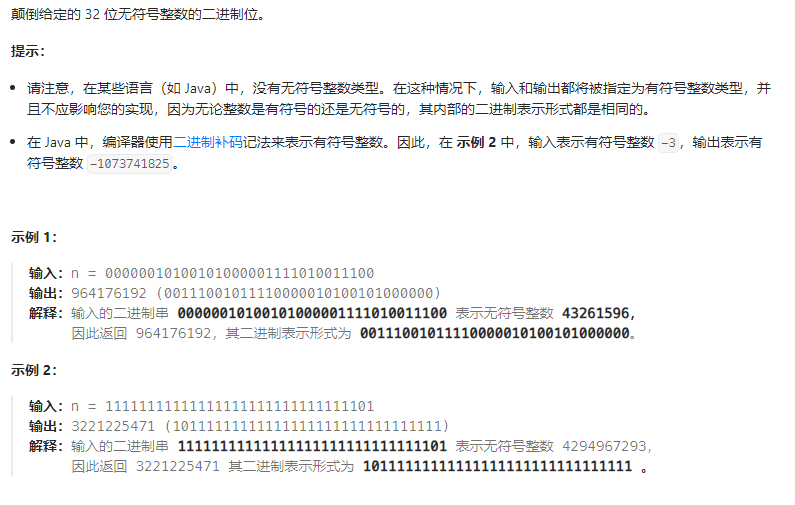 颠倒给定的 32 位无符号整数的二进制位。
提示：
请注意，在某些语言（如 Java）中，没有无符号整数类型。在这种情况下，输入和输出都将被指定为有符号整数类型，并
且不应影响您的实现，因为无论整数是有符号的还是无符号的，其内部的二进制表示形式都是相同的。
在 Java 中，编译器使用二进制补码记法来表示有符号整数。因此，在 示例 2 中，输入表示有符号整数 -3，输出表示有
符号整数 -1073741825。
示例 1：
输入：n = 00000010100101000001111010011100
输出：964176192 (00111001011110000010100101000000)
解释：输入的二进制串 00000010100101000001111010011100 表示无符号整数 43261596，
因此返回 964176192，其二进制表示形式为 00111001011110000010100101000000。
示例 2：
输入：n = 11111111111111111111111111111101
输出：3221225471 (10111111111111111111111111111111)
解释：输入的二进制串 11111111111111111111111111111101 表示无符号整数 4294967293，
因此返回 3221225471 其二进制表示形式为 10111111111111111111111111111111 。